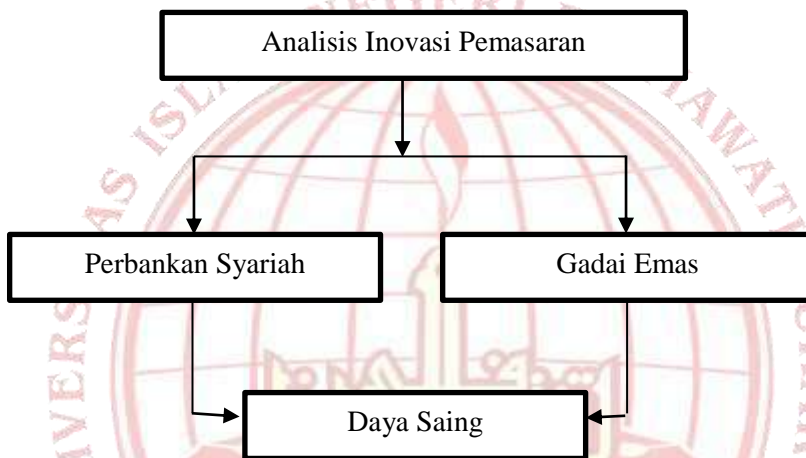 Analisis Inovasi Pemasaran
Perbankan Syariah
Gadai Emas
Daya Saing